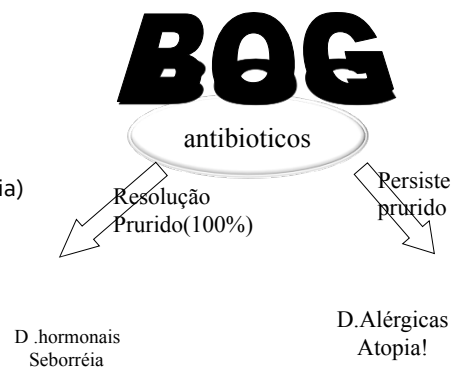 BOG
antibioticos
ia)
Resolução
Prurido(100%)
Persiste
prurido
D .hormonais
Seborréia
D.Alérgicas
Atopia!